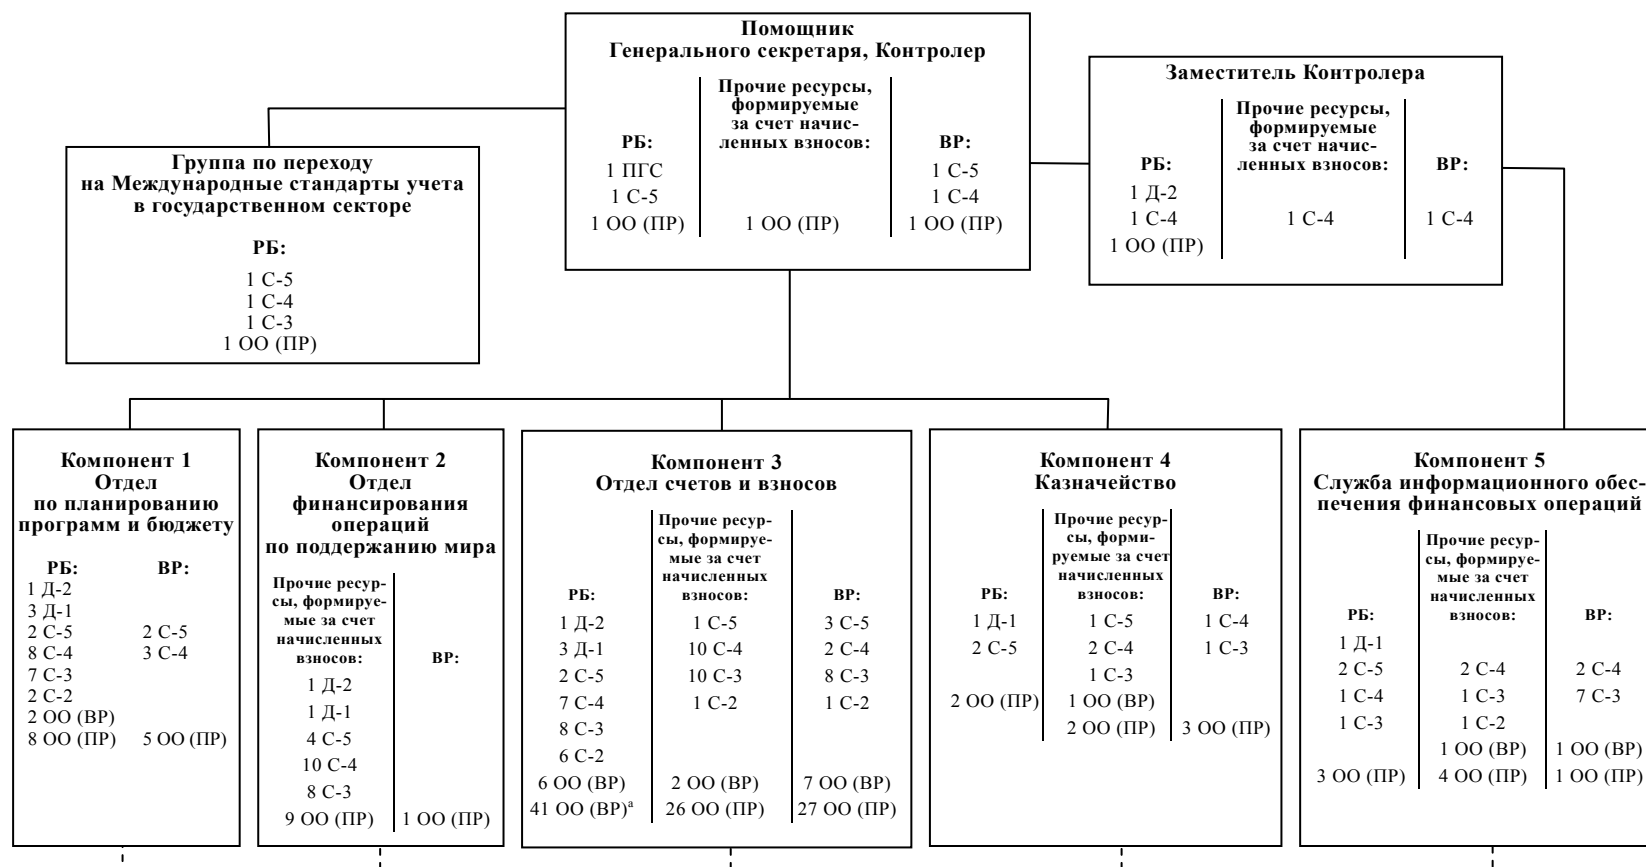 Помощник
Генерального секретаря, Контролер
Прочие ресурсы,
формируемые
за счет начис-
РБ: ленных взносов: ВР:
1 ПГС 1 С-5
1 С-5 1 С-4
1 ОО (ПР) 1 ОО (ПР) 1 ОО (ПР)
Заместитель Контролера
Прочие ресурсы,
формируемые
за счет начис-
РБ: ленных взносов: ВР:
1 Д-2
1 С-4 1 С-4 1 С-4
1 ОО (ПР)
Группа по переходу
на Международные стандарты учета
в государственном секторе
РБ:
1 С-5
1 С-4
1 С-3
1 ОО (ПР)
Компонент 1
Отдел
по планированию
программ и бюджету
РБ: ВР:
1 Д-2
3 Д-1
2 С-5 2 С-5
8 С-4 3 С-4
7 С-3
2 С-2
2 ОО (ВР)
8 ОО (ПР) 5 ОО (ПР)
Компонент 2
Отдел
финансирования
операций
по поддержанию мира
Прочие ресур-
сы, формируе-
мые за счет
начисленных
взносов: ВР:
1 Д-2
1 Д-1
4 С-5
10 С-4
8 С-3
9 ОО (ПР) 1 ОО (ПР)
Компонент 3
Отдел счетов и взносов
Прочие ресур-
сы, формируе-
мые за счет
начисленных
РБ: взносов: ВР:
1 Д-2 1 С-5 3 С-5
3 Д-1 10 С-4 2 С-4
2 С-5 10 С-3 8 С-3
7 С-4 1 С-2 1 С-2
8 С-3
6 С-2
6 ОО (ВР) 2 ОО (ВР) 7 ОО (ВР)
41 ОО (ВР)ᵃ 26 ОО (ПР) 27 ОО (ПР)
Компонент 4
Казначейство
Прочие ресур-
сы, форми-
руемые за счет
начисленных
РБ: взносов: ВР:
1 Д-1 1 С-5 1 С-4
2 С-5 2 С-4 1 С-3
1 С-3
2 ОО (ПР) 1 ОО (ВР)
2 ОО (ПР) 3 ОО (ПР)
Компонент 5
Служба информационного обес-
печения финансовых операций
Прочие ресур-
сы, формируе-
мые за счет
начисленных
РБ: взносов: ВР:
1 Д-1
2 С-5 2 С-4 2 С-4
1 С-4 1 С-3 7 С-3
1 С-3 1 С-2
1 ОО (ВР) 1 ОО (ВР)
3 ОО (ПР) 4 ОО (ПР) 1 ОО (ПР)